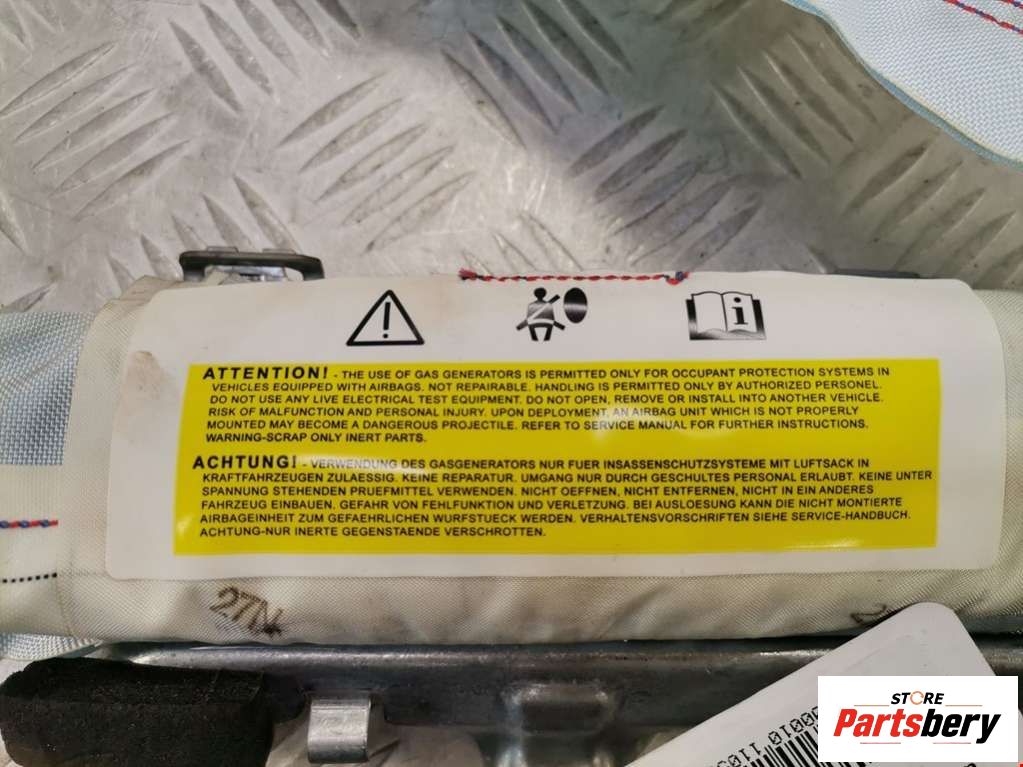 ATTENTION! - THE USE OF GAS GENERATORS IS PERMITTED ONLY FOR OCCUPANT PROTECTION SYSTEMS IN
VEHICLES EQUIPPED WITH AIRBAGS. NOT REPAIRABLE. HANDLING IS PERMITTED ONLY BY AUTHORIZED PERSONEL.
DO NOT USE ANY LIVE ELECTRICAL TEST EQUIPMENT. DO NOT OPEN, REMOVE OR INSTALL INTO ANOTHER VEHICLE.
RISK OF MALFUNCTION AND PERSONAL INJURY. UPON DEPLOYMENT, AN AIRBAG UNIT WHICH IS NOT PROPERLY
MOUNTED MAY BECOME A DANGEROUS PROJECTILE. REFER TO SERVICE MANUAL FOR FURTHER INSTRUCTIONS.
WARNING-SCRAP ONLY INERT PARTS.
ACHTUNG! - VERWENDUNG DES GASGENERATORS NUR FUER INSASSENSCHUTZSYSTEME MIT LUFTSACK IN
KRAFTFAHRZEUGEN ZULAESSIG. KEINE REPARATUR. UMGANG NUR DURCH GESCHULTES PERSONAL ERLAUBT. KEINE UNTER
SPANNUNG STEHENDEN PRUEFMITTEL VERWENDEN. NICHT OEFFNEN, NICHT ENTFERNEN, NICHT IN EIN ANDERES
FAHRZEUG EINBAUEN. GEFAHR VON FEHLFUNKTION UND VERLETZUNG. BEI AUSLOESUNG KANN DIE NICHT MONTIERTE
AIRBAGEINHEIT ZUM GEFAEHRLICHEN WURFSTUECK WERDEN. VERHALTENSVORSCHRIFTEN SIEHE SERVICE-HANDBUCH.
ACHTUNG-NUR INERTE GEGENSTAENDE VERSCHROTTEN.
STORE
Partsbery